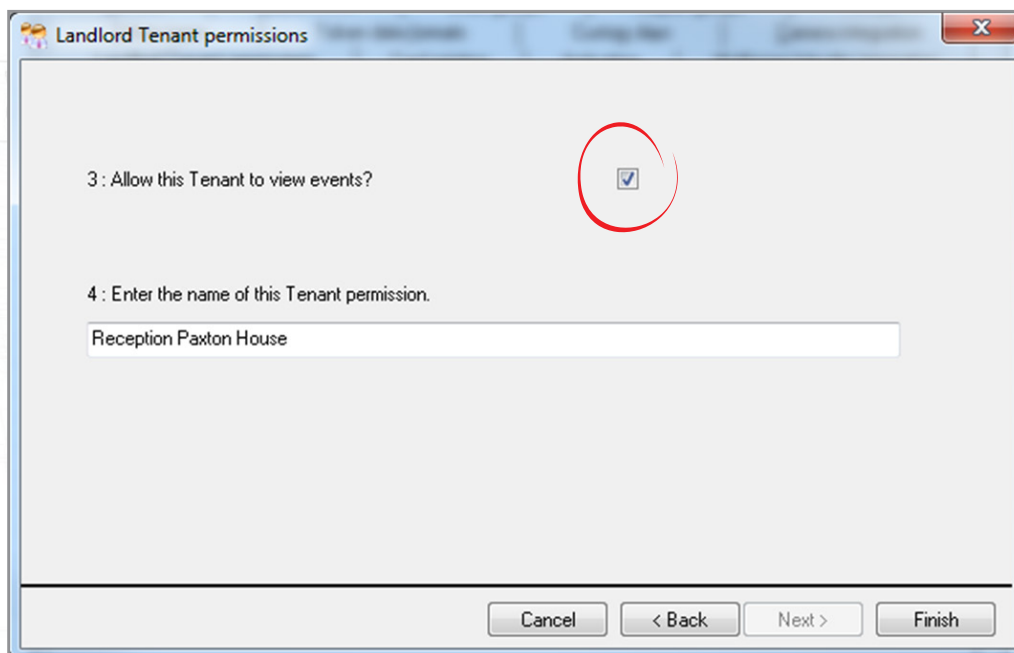 Landlord Tenant permissions
3 : Allow this Tenant to view events?
4 : Enter the name of this Tenant permission.
Reception Paxton House
Cancel
< Back
Next >
Finish